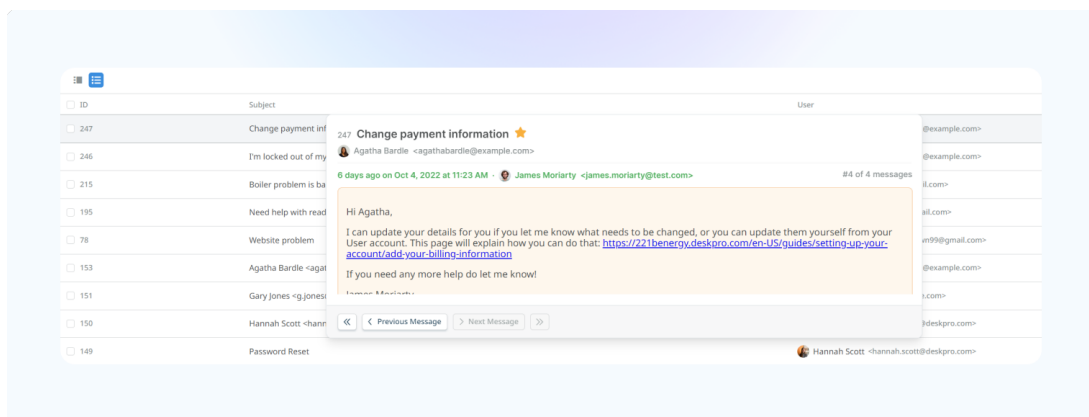 ID Subject User
247 Change payment inf @example.com>
246 I'm locked out of my @example.com>
215 Boiler problem is ba il.com>
195 Need help with read ail.com>
78 Website problem n99@gmail.com>
153 Agatha Bardle <agat @example.com>
151 Gary Jones <g.jones .com>
150 Hannah Scott <hann @deskpro.com>
149 Password Reset Hannah Scott <hannah.scott@deskpro.com>
247 Change payment information
Agatha Bardle <agathabardle@example.com>
6 days ago on Oct 4, 2022 at 11:23 AM - James Moriarty <james.moriarty@test.com> #4 of 4 messages
Hi Agatha,
I can update your details for you if you let me know what needs to be changed, or you can update them yourself from your
User account. This page will explain how you can do that: https://221benergy.deskpro.com/en-US/guides/setting-up-your-
account/add-your-billing-information
If you need any more help do let me know!
James Moriarty
Previous Message Next Message